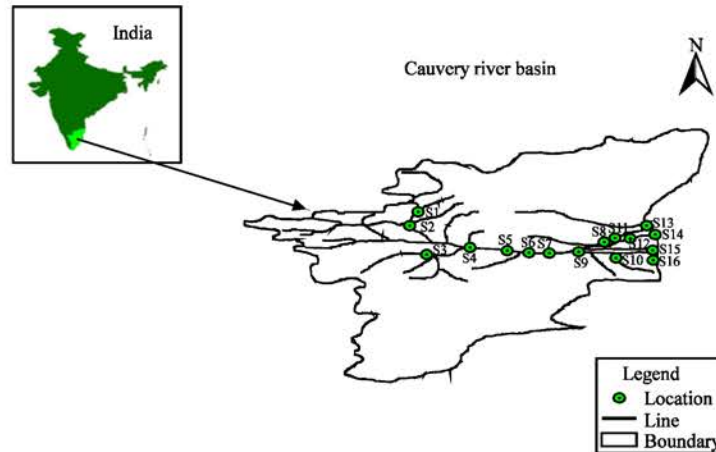 India
Cauvery river basin
N
S1
S2
S3
S4
S5
S6
S7
S8
S11
S9
S10
12
S13
S14
S15
S16
Legend
Location
Line
Boundary